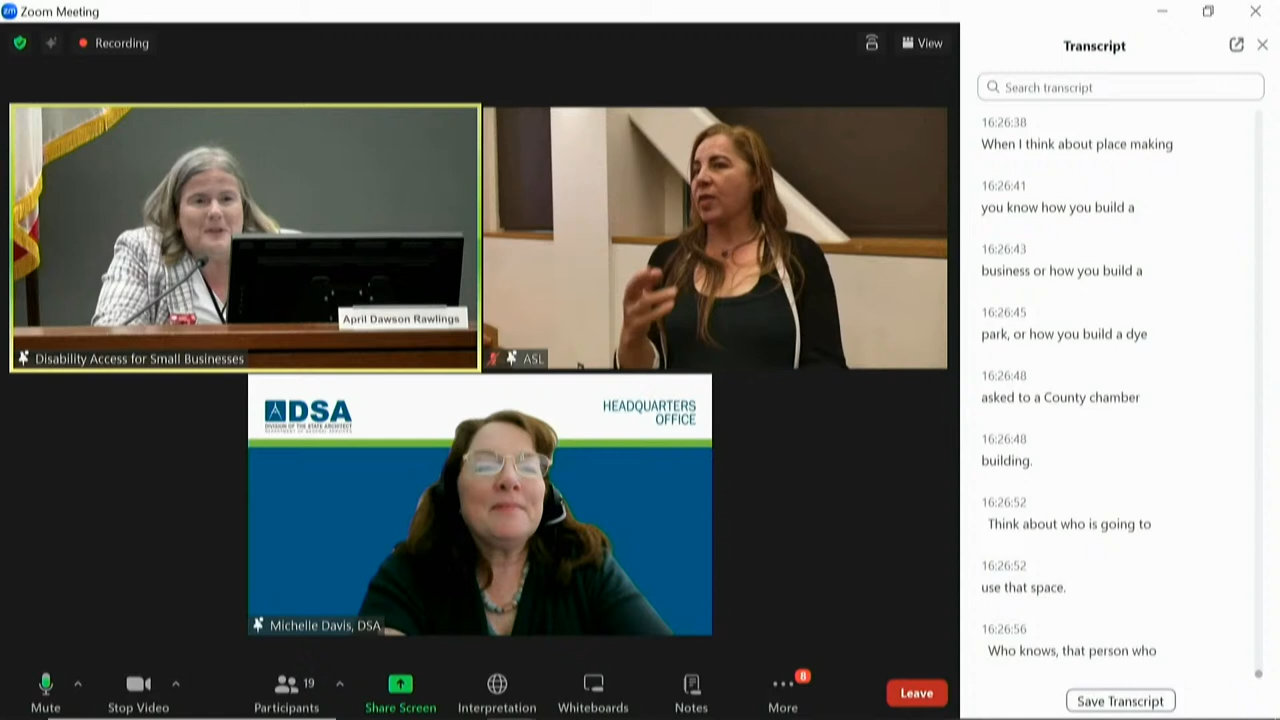 zm Zoom Meeting
Recording
View
Transcript
Search transcript
16:26:38
When I think about place making
16:26:41
you know how you build a
16:26:43
business or how you build a
16:26:45
park, or how you build a dye
16:26:48
asked to a County chamber
16:26:48
building.
16:26:52
Think about who is going to
16:26:52
use that space.
16:26:56
Who knows, that person who
Save Transcript
April Dawson Rawlings
Disability Access for Small Businesses
ASL
DSA
DIVISION OF THE STATE ARCHITECT
DEPARTMENT OF GENERAL SERVICES
HEADQUARTERS
OFFICE
Michelle Davis, DSA
19
8
Mute
Stop Video
Participants
Share Screen
Interpretation
Whiteboards
Notes
More
Leave